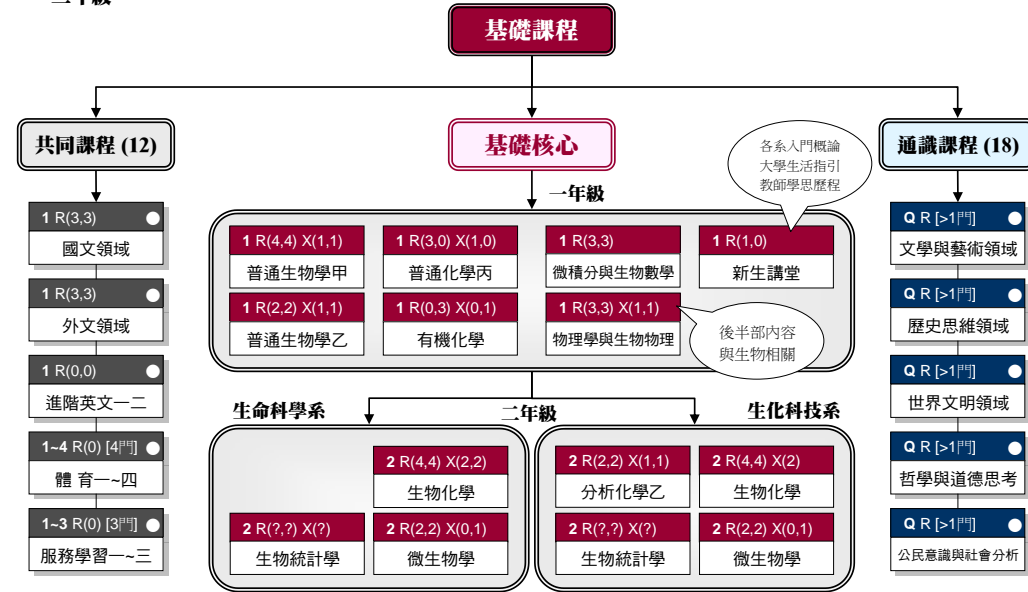 基礎課程
共同課程 (12)
基礎核心
通識課程 (18)
各系入門概論
大學生活指引
教師學思歷程
一年級
1 R(3,3)
國文領域
1 R(3,3)
外文領域
1 R(0,0)
進階英文一二
1~4 R(0) [4門]
體 育一~四
1~3 R(0) [3門]
服務學習一~三
1 R(4,4) X(1,1)
普通生物學甲
1 R(3,0) X(1,0)
普通化學丙
1 R(3,3)
微積分與生物數學
1 R(1,0)
新生講堂
1 R(2,2) X(1,1)
普通生物學乙
1 R(0,3) X(0,1)
有機化學
1 R(3,3) X(1,1)
物理學與生物物理
後半部內容
與生物相關
生命科學系
二年級
生化科技系
2 R(4,4) X(2,2)
生物化學
2 R(?,?) X(?)
生物統計學
2 R(2,2) X(0,1)
微生物學
2 R(2,2) X(1,1)
分析化學乙
2 R(4,4) X(2)
生物化學
2 R(?,?) X(?)
生物統計學
2 R(2,2) X(0,1)
微生物學
Q R [>1門]
文學與藝術領域
Q R [>1門]
歷史思維領域
Q R [>1門]
世界文明領域
Q R [>1門]
哲學與道德思考
Q R [>1門]
公民意識與社會分析